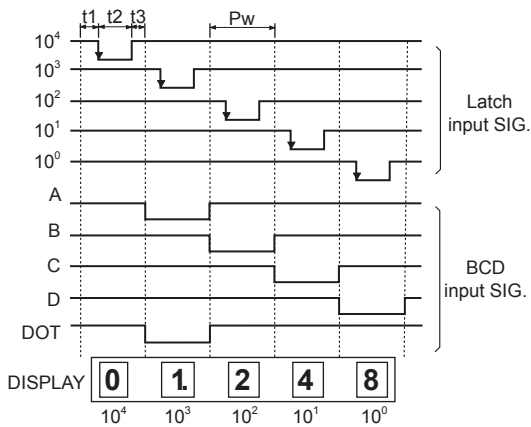 t1 t2 t3 Pw
10⁴
10³
10²
10¹
10⁰
Latch
input SIG.
A
B
C
D
DOT
BCD
input SIG.
DISPLAY 0 1. 2 4 8
10⁴ 10³ 10² 10¹ 10⁰